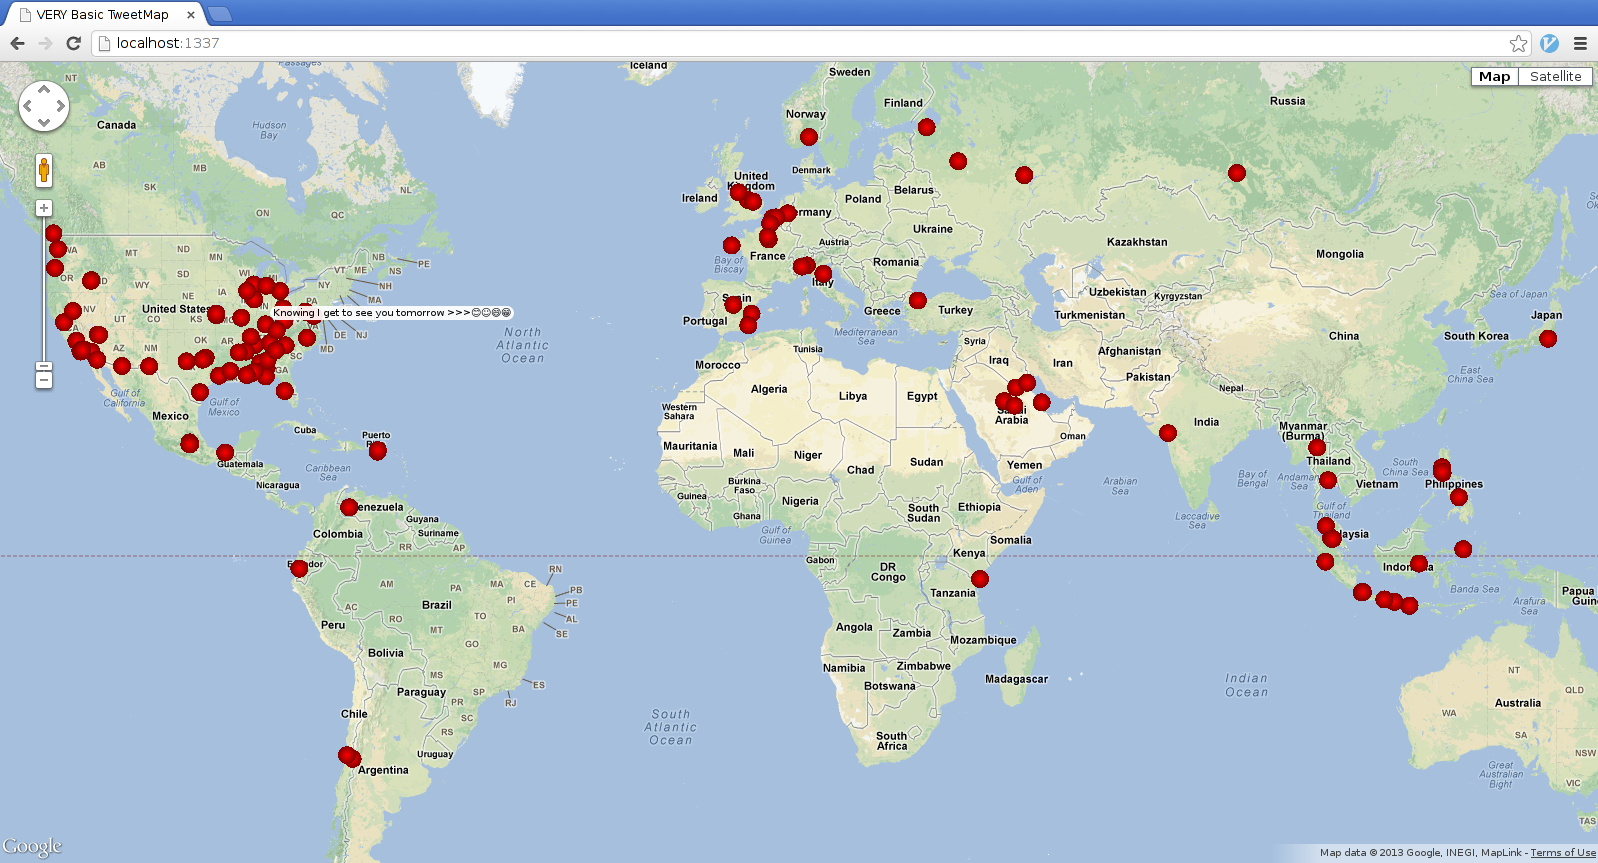 VERY Basic TweetMap
localhost:1337
Map
Satellite
Passages
Iceland
Sweden
Finland
Russia
NT
Norway
Canada
Hudson
Bay
Denmark
United
Kingdom
Ireland
Belarus
Poland
Germany
AB
MB
SK
NL
ON
QC
Ukraine
Austria
Kazakhstan
Mongolia
France
Romania
Bay of
Biscay
Italy
WA
MT
ND
MN
NB
PE
NS
OR
ID
SD
WI
MI
VT
ME
NH
IA
NE
MA
NY
PA
RI
CT
NV
UT
CO
KS
United States
Knowing I get to see you tomorrow >>>😊😊😄😁
DE
NJ
MD
OK
AR
AZ
NM
SC
GA
Spain
Portugal
Greece
Turkey
Mediterranean
Sea
Uzbekistan
Kyrgyzstan
Turkmenistan
Sea of Japan
Japan
South Korea
China
North
Atlantic
Ocean
Tunisia
Morocco
Syria
Iraq
Iran
Afghanistan
Pakistan
Nepal
East
China Sea
Algeria
Libya
Egypt
Western
Sahara
Gulf of
California
Gulf of
Mexico
Mexico
Cuba
Puerto
Guatemala
Caribbean
Sea
Nicaragua
Saudi
Arabia
Oman
Yemen
Gulf of
Aden
Arabian
Sea
India
Bay of
Bengal
Myanmar
(Burma)
Thailand
Andaman
Sea
Vietnam
South
China Sea
Philippines
Gulf of
Thailand
Laccadive
Sea
Mauritania
Mali
Niger
Chad
Sudan
Burkina
Faso
Guinea
Nigeria
Ghana
Gulf of
Guinea
South
Sudan
Ethiopia
Somalia
Kenya
Gabon
DR
Congo
Tanzania
Venezuela
Guyana
Suriname
Colombia
RR
AP
Ecuador
AM
PA
MA
CE
RN
PB
PE
AL
SE
PI
TO
BA
AC
RO
MT
Brazil
Peru
GO
MG
Bolivia
MS
SP
ES
RJ
PR
SC
RS
Paraguay
Chile
Uruguay
Argentina
Malaysia
Indonesia
Banda Sea
Arafura
Sea
Papua
Angola
Zambia
Mozambique
Zimbabwe
Namibia
Botswana
Madagascar
South
Africa
South
Atlantic
Ocean
Indian
Ocean
NT
QLD
Australia
WA
SA
NSW
Great
Australian
Bight
VIC
TAS
Google
Map data © 2013 Google, INEGI, MapLink - Terms of Use